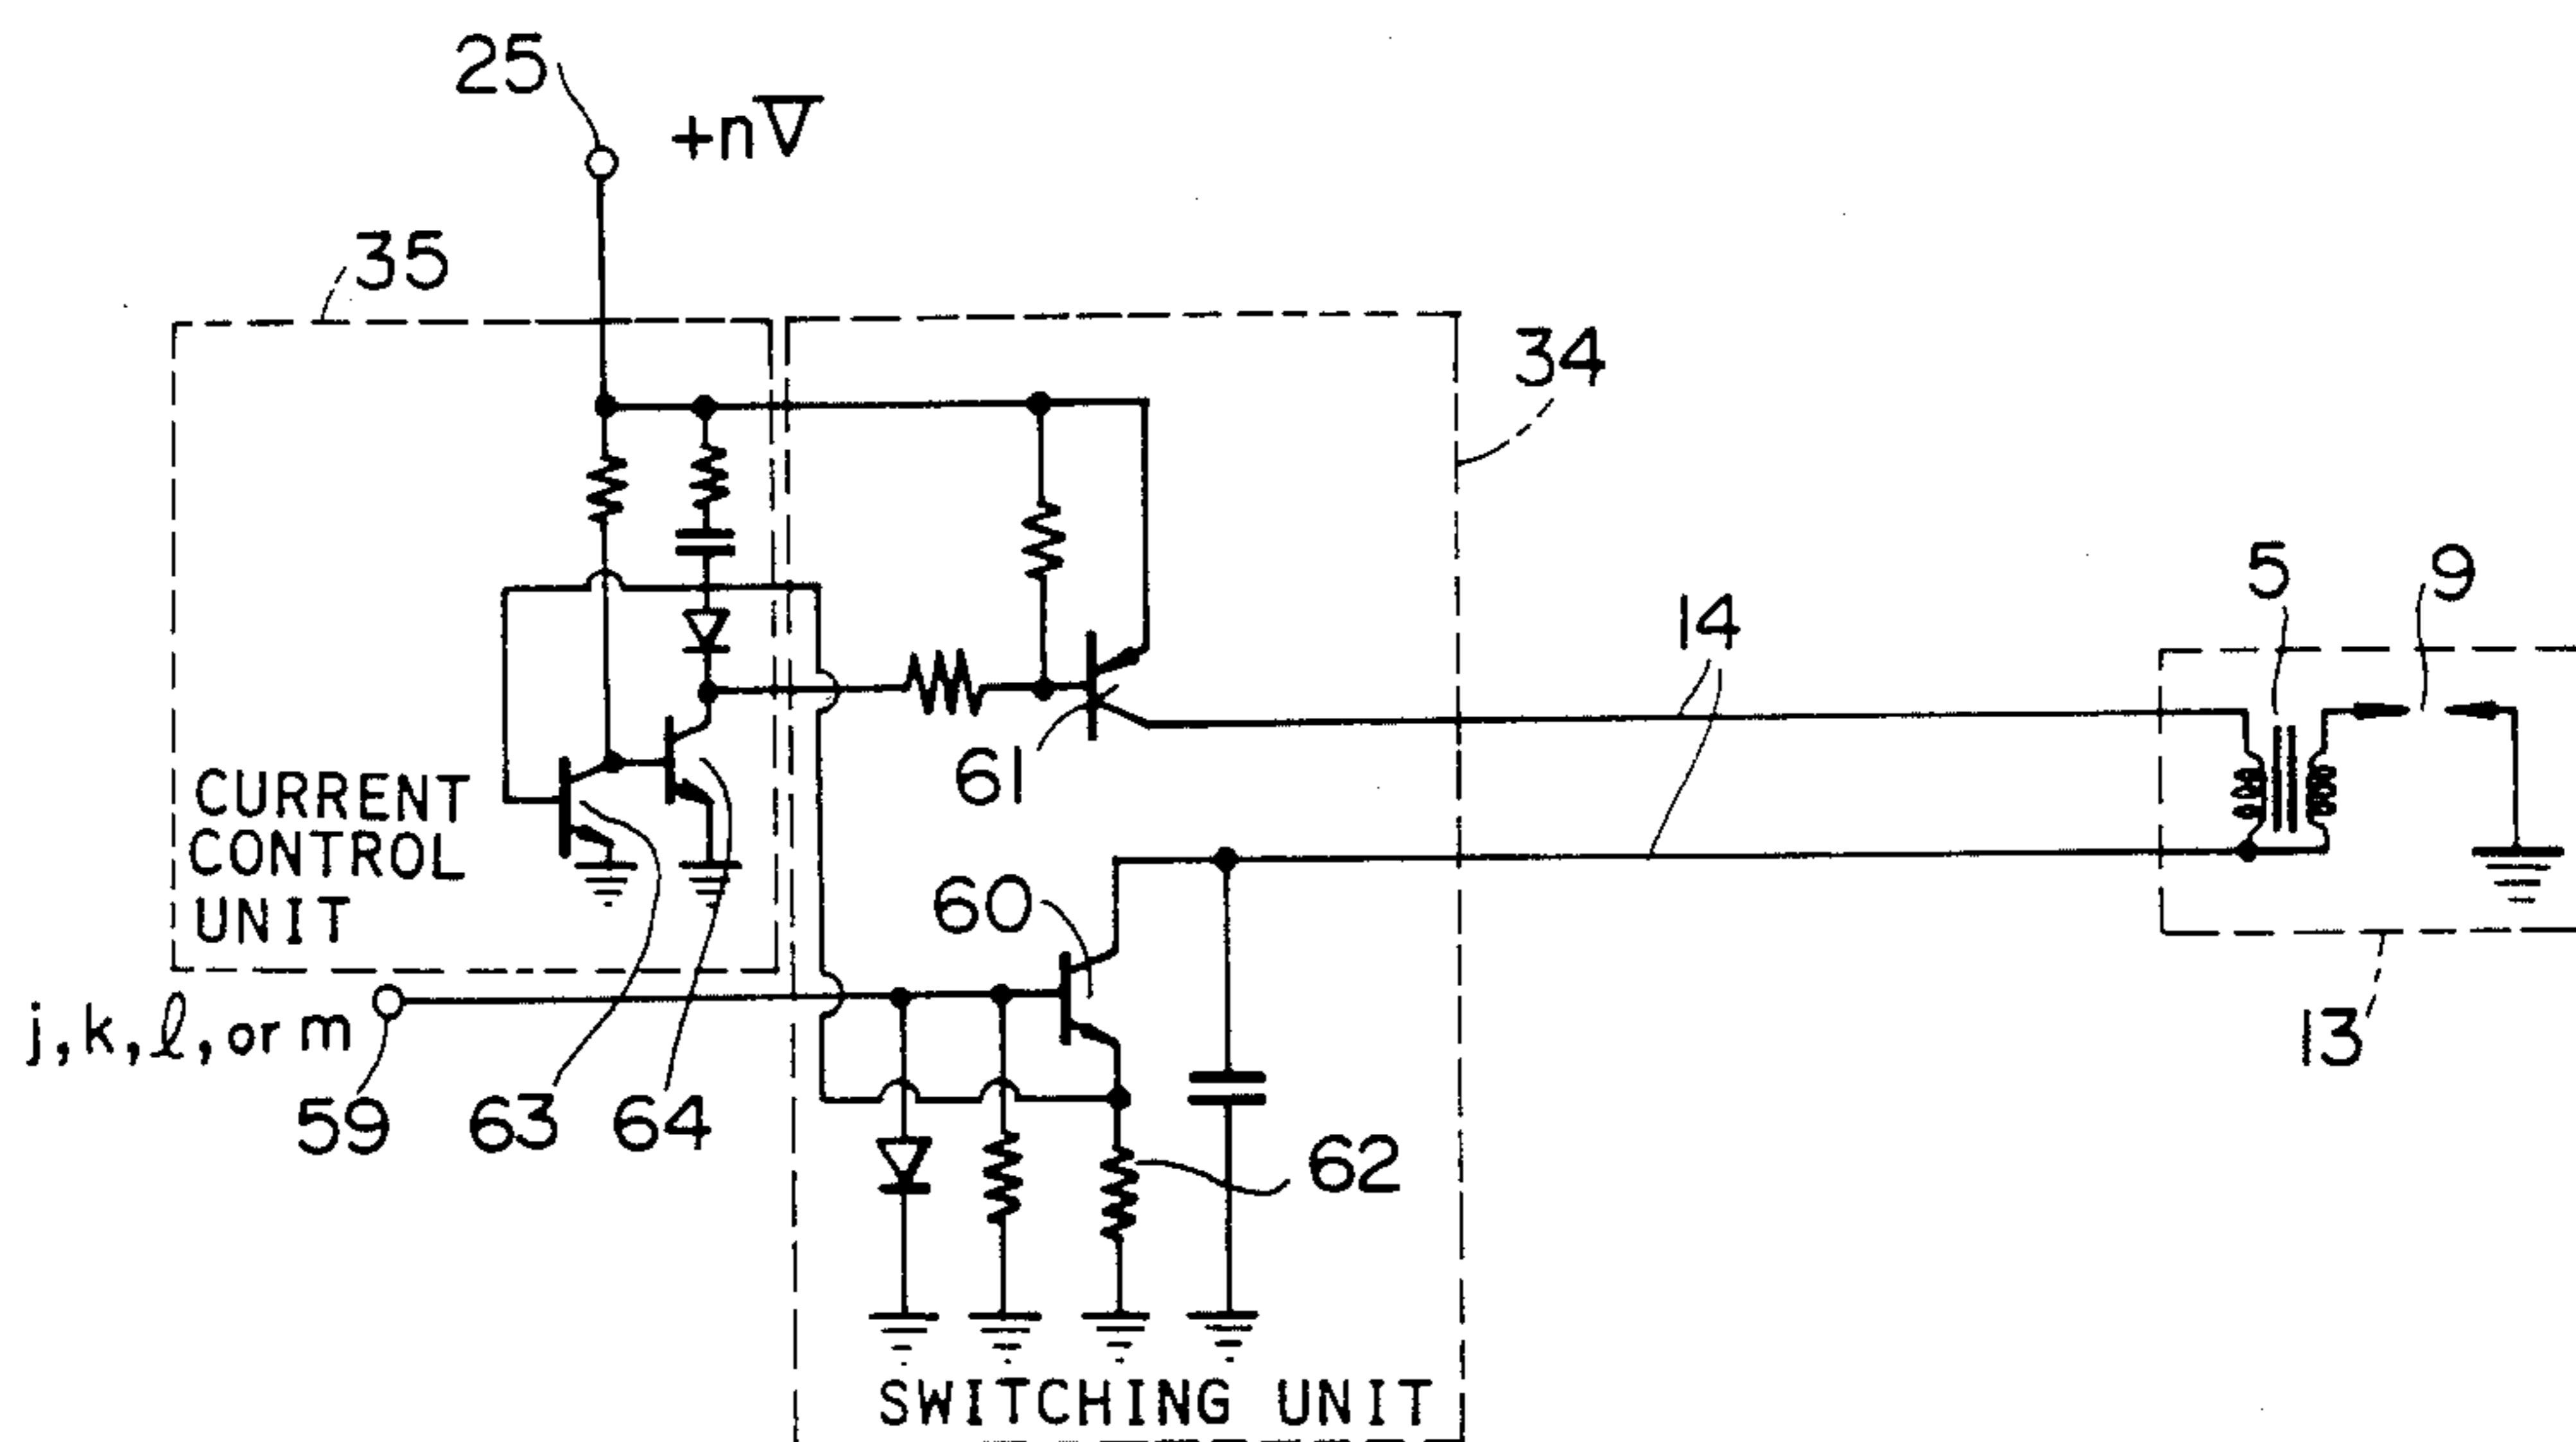 25
+nV
35
34
5
9
14
61
CURRENT
CONTROL
UNIT
60
j, k, ℓ, or m
59
63
64
62
13
SWITCHING UNIT